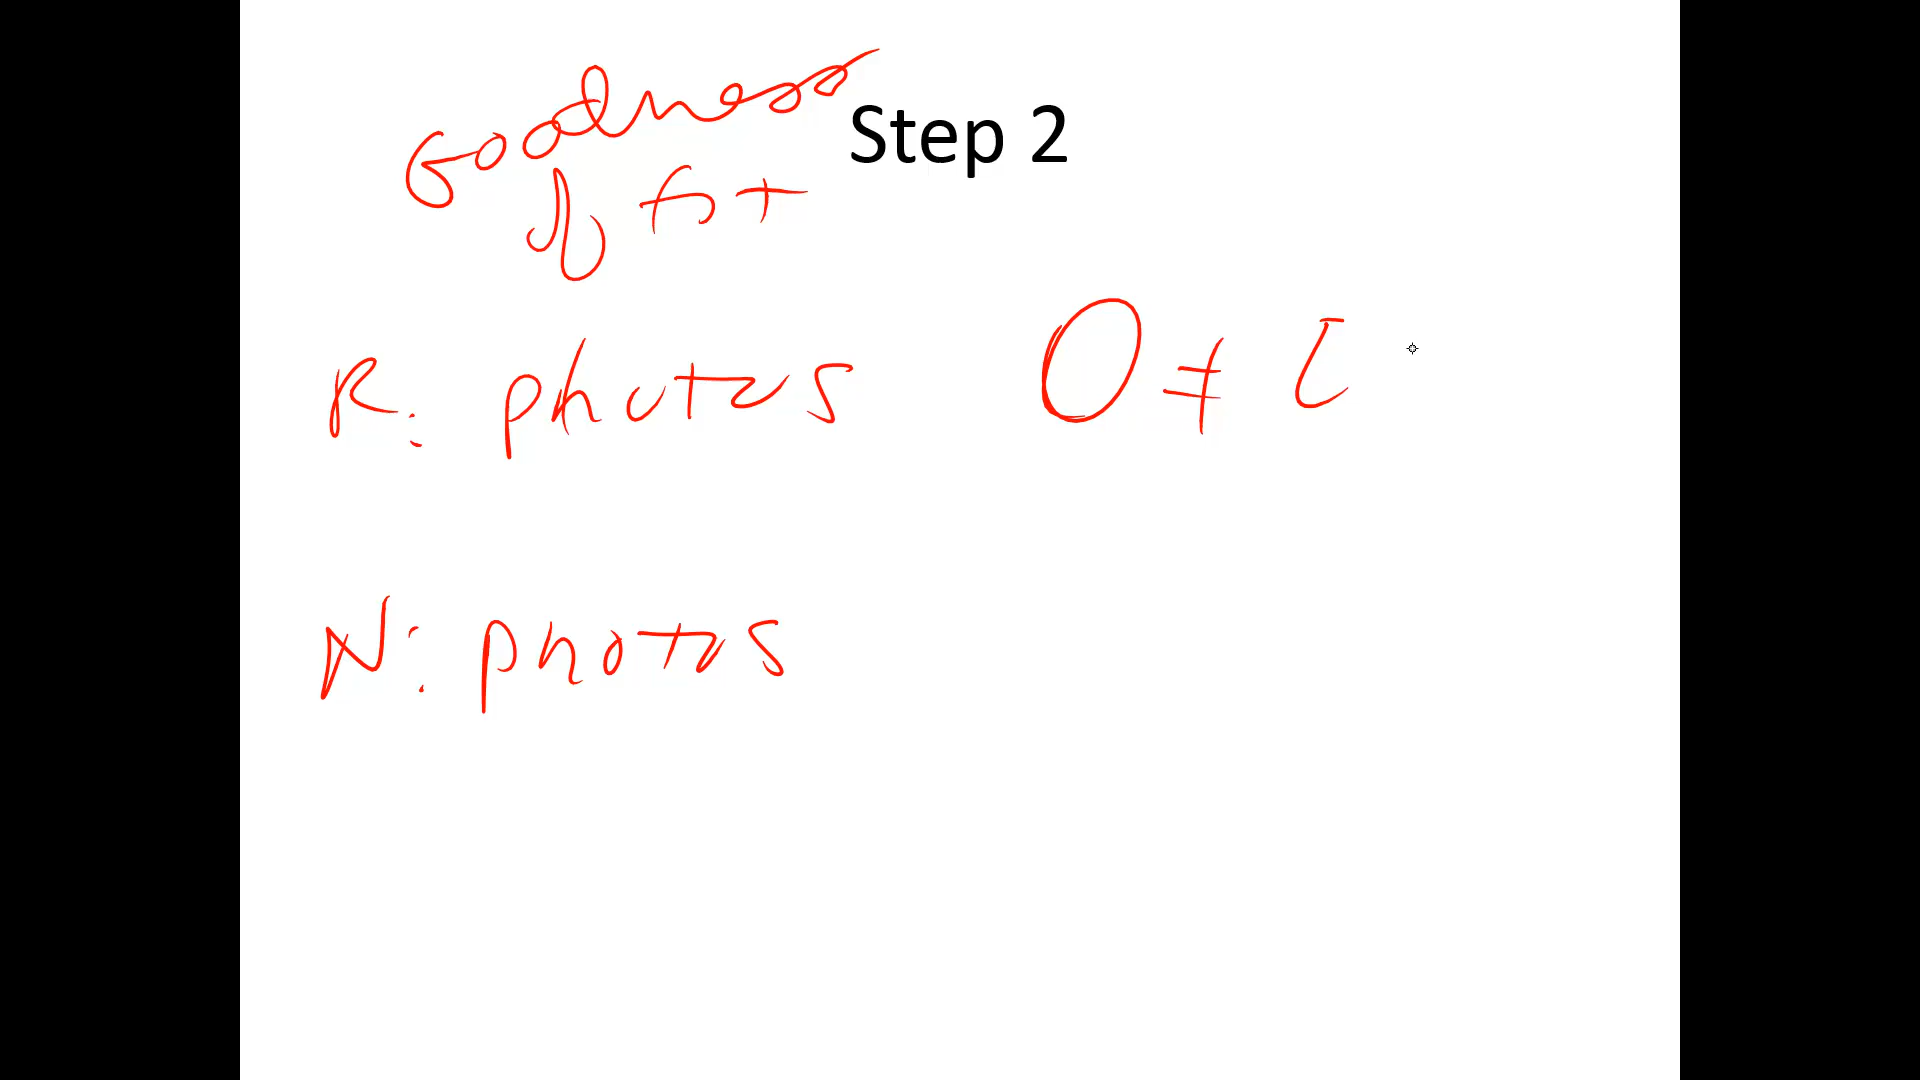 Goodness
Step 2
of fit
R: photos O ≠
N: photos